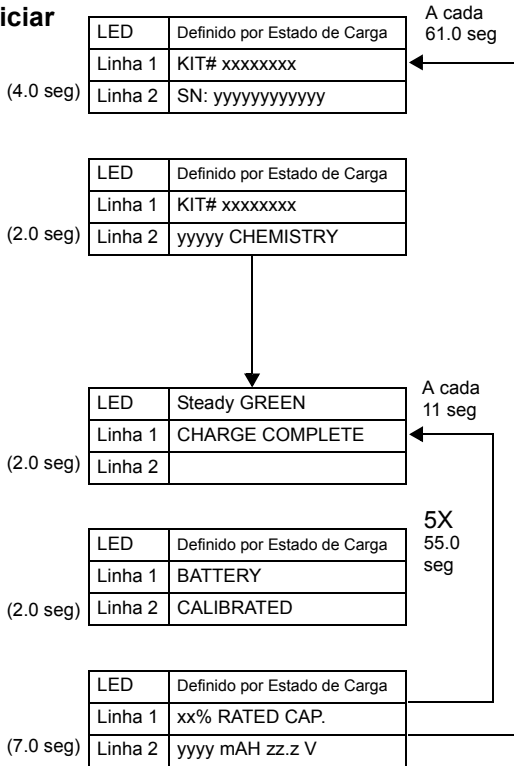 iciar
A cada
61.0 seg
LED Definido por Estado de Carga
Linha 1 KIT# xxxxxxxx
(4.0 seg) Linha 2 SN: yyyyyyyyyyyy
LED Definido por Estado de Carga
Linha 1 KIT# xxxxxxxx
(2.0 seg) Linha 2 yyyyy CHEMISTRY
A cada
11 seg
LED Steady GREEN
Linha 1 CHARGE COMPLETE
(2.0 seg) Linha 2
5X
55.0
seg
LED Definido por Estado de Carga
Linha 1 BATTERY
(2.0 seg) Linha 2 CALIBRATED
LED Definido por Estado de Carga
Linha 1 xx% RATED CAP.
(7.0 seg) Linha 2 yyyy mAH zz.z V